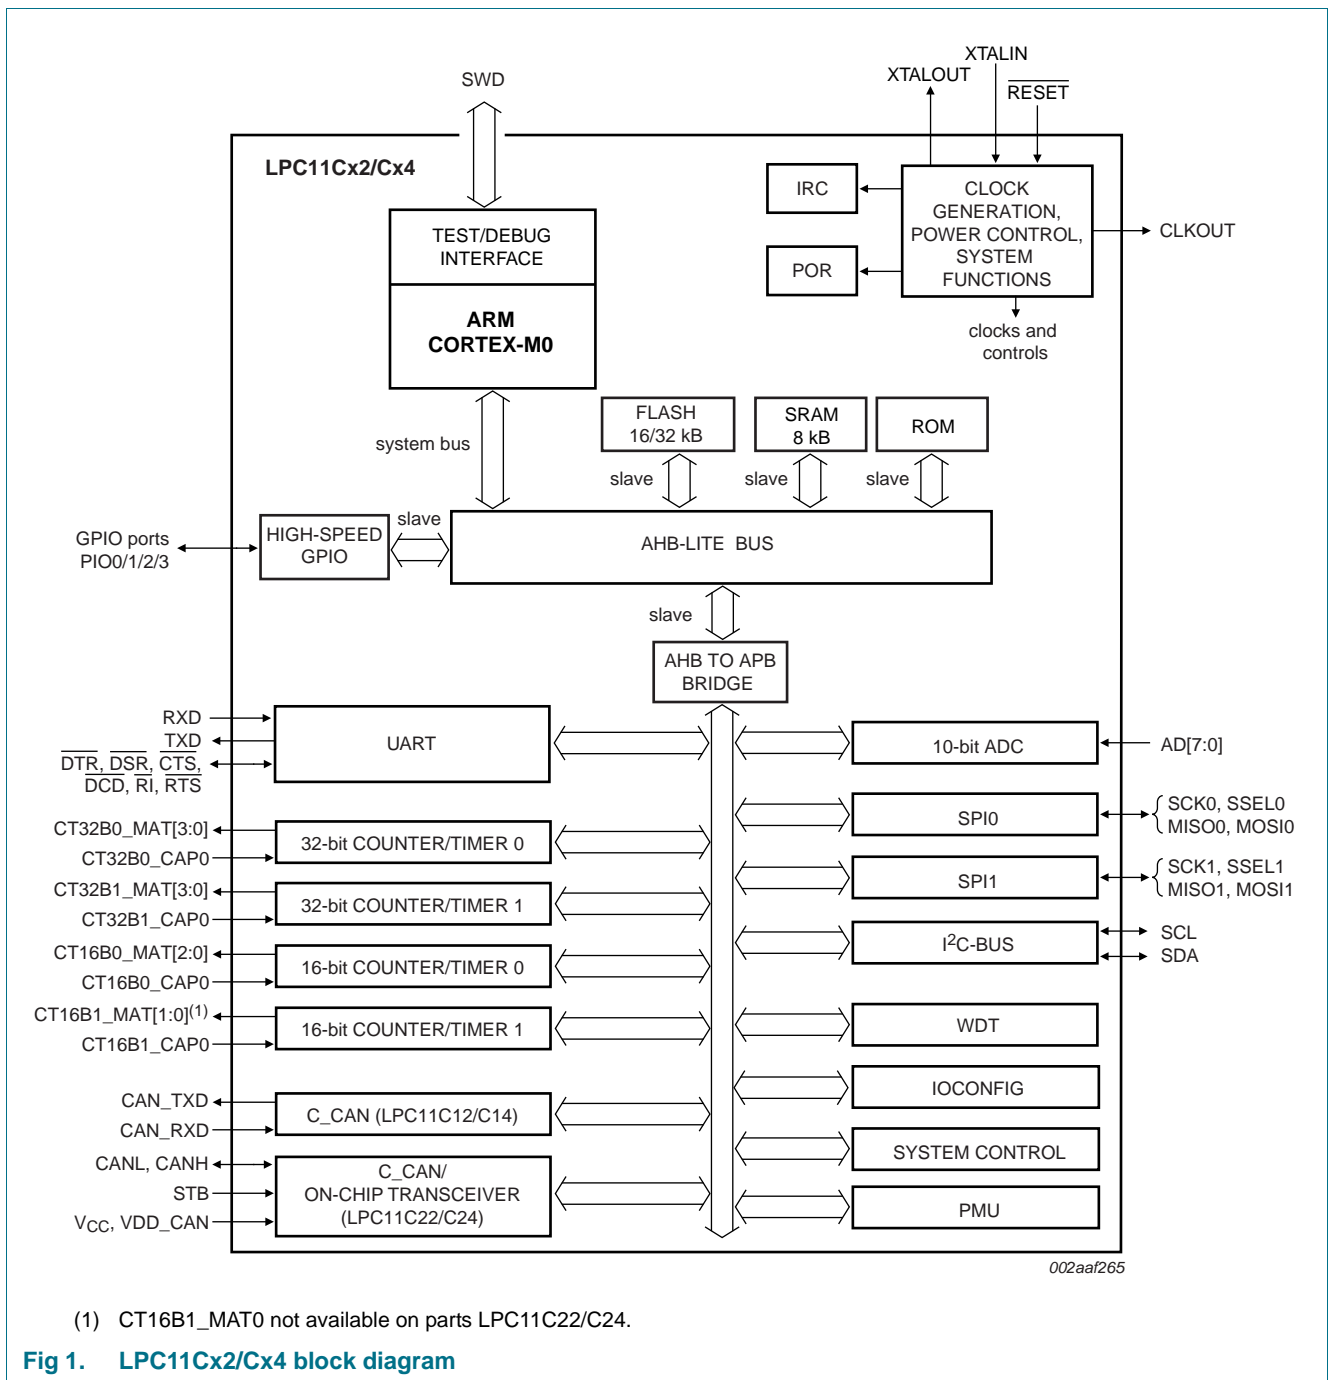 SWD
XTALIN
XTALOUT
RESET
LPC11Cx2/Cx4
TEST/DEBUG
INTERFACE
ARM
CORTEX-M0
IRC
POR
CLOCK
GENERATION,
POWER CONTROL,
SYSTEM
FUNCTIONS
CLKOUT
clocks and
controls
system bus
FLASH
16/32 kB
SRAM
8 kB
ROM
slave
slave
slave
GPIO ports
PIO0/1/2/3
HIGH-SPEED
GPIO
slave
AHB-LITE BUS
slave
AHB TO APB
BRIDGE
RXD
TXD
DTR, DSR, CTS,
DCD, RI, RTS
UART
10-bit ADC
AD[7:0]
SPI0
SCK0, SSEL0
MISO0, MOSI0
CT32B0_MAT[3:0]
CT32B0_CAP0
32-bit COUNTER/TIMER 0
SPI1
SCK1, SSEL1
MISO1, MOSI1
CT32B1_MAT[3:0]
CT32B1_CAP0
32-bit COUNTER/TIMER 1
I2C-BUS
SCL
SDA
CT16B0_MAT[2:0]
CT16B0_CAP0
16-bit COUNTER/TIMER 0
CT16B1_MAT[1:0](1)
CT16B1_CAP0
16-bit COUNTER/TIMER 1
WDT
IOCONFIG
CAN_TXD
CAN_RXD
C_CAN (LPC11C12/C14)
SYSTEM CONTROL
CANL, CANH
STB
VCC, VDD_CAN
C_CAN/
ON-CHIP TRANSCEIVER
(LPC11C22/C24)
PMU
002aaf265
(1) CT16B1_MAT0 not available on parts LPC11C22/C24.
Fig 1. LPC11Cx2/Cx4 block diagram